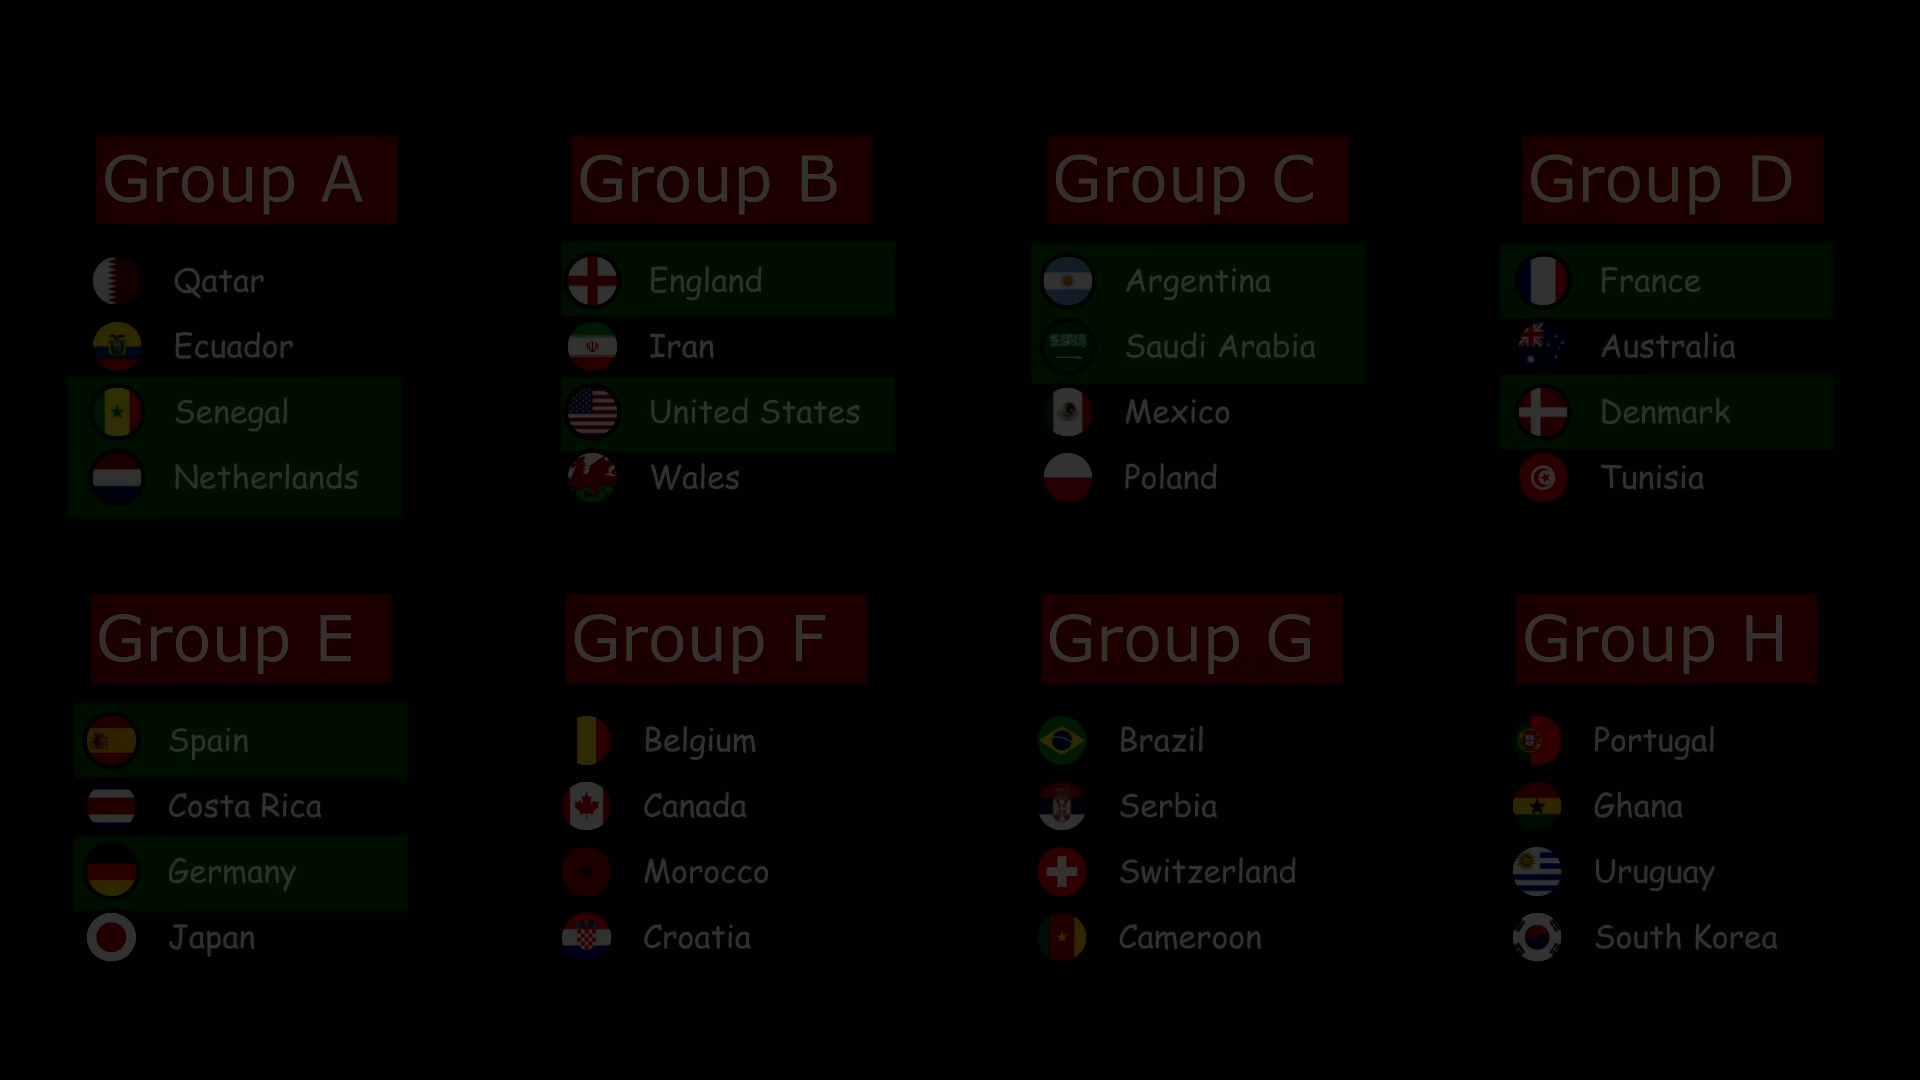 Group A
Qatar
Ecuador
Senegal
Netherlands
Group B
England
Iran
United States
Wales
Group C
Argentina
Saudi Arabia
Mexico
Poland
Group D
France
Australia
Denmark
Tunisia
Group E
Spain
Costa Rica
Germany
Japan
Group F
Belgium
Canada
Morocco
Croatia
Group G
Brazil
Serbia
Switzerland
Cameroon
Group H
Portugal
Ghana
Uruguay
South Korea